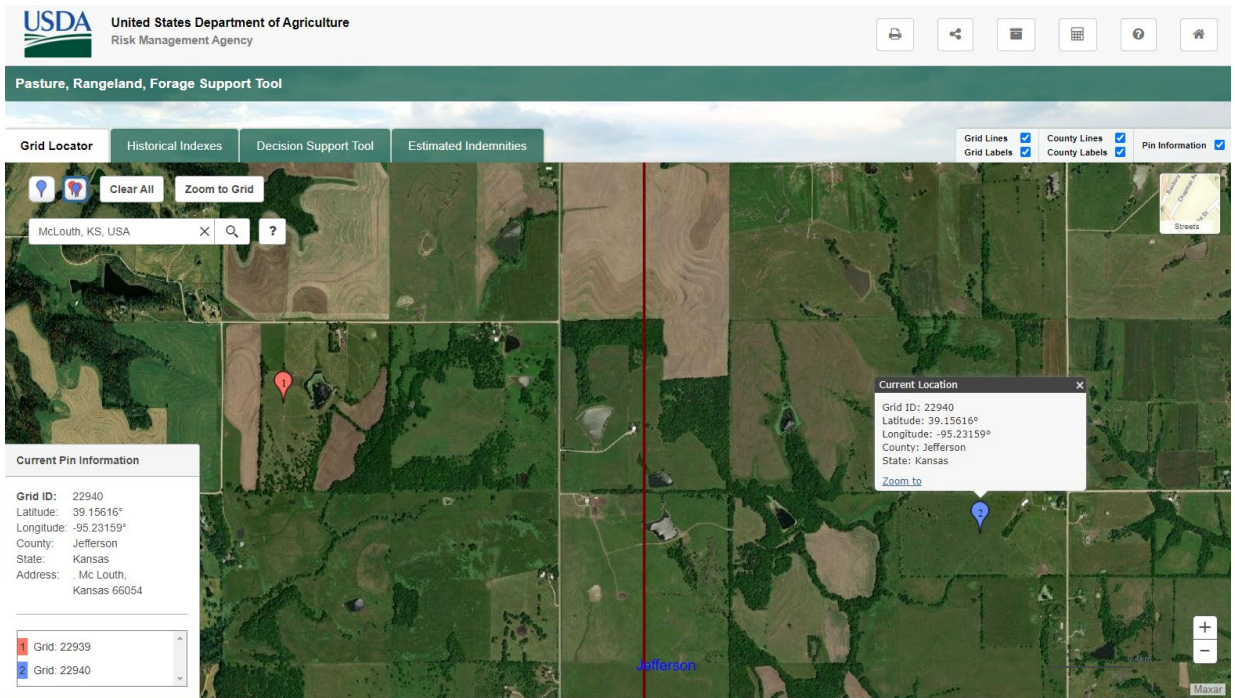 USDA
United States Department of Agriculture
Risk Management Agency
Pasture, Rangeland, Forage Support Tool
Grid Locator
Historical Indexes
Decision Support Tool
Estimated Indemnities
Grid Lines
County Lines
Pin Information
Grid Labels
County Labels
Clear All
Zoom to Grid
McLouth, KS, USA
?
Streets
1
Current Location
Grid ID: 22940
Latitude: 39.15616°
Longitude: -95.23159°
County: Jefferson
State: Kansas
Zoom to
2
Current Pin Information
Grid ID: 22940
Latitude: 39.15616°
Longitude: -95.23159°
County: Jefferson
State: Kansas
Address: . Mc Louth,
Kansas 66054
1 Grid: 22939
2 Grid: 22940
Jefferson
+
−
Maxar